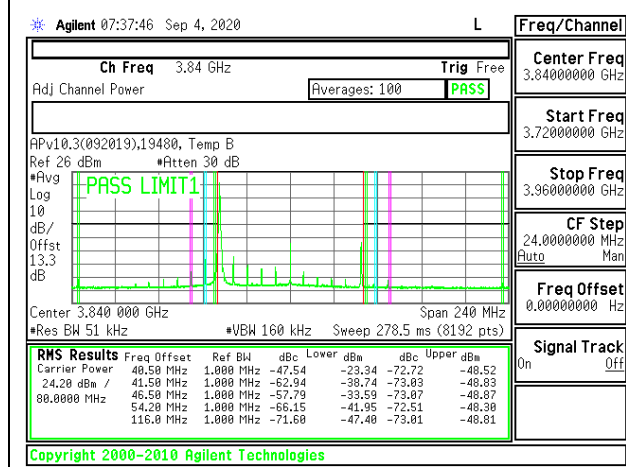 Agilent 07:37:46 Sep 4, 2020 L
Ch Freq 3.84 GHz Trig Free
Adj Channel Power Averages: 100 PASS
APv10.3(092019),19480, Temp B
Ref 26 dBm #Atten 30 dB
#Avg
Log
10
dB/
Offst
13.3
dB
PASS LIMIT1
Center 3.840 000 GHz Span 240 MHz
#Res BW 51 kHz #VBW 160 kHz Sweep 278.5 ms (8192 pts)
RMS Results Freq Offset Ref BW dBc Lower dBm dBc Upper dBm
Carrier Power 40.50 MHz 1.000 MHz -47.54 -23.34 -72.72 -48.52
24.20 dBm / 41.50 MHz 1.000 MHz -62.94 -38.74 -73.03 -48.83
80.0000 MHz 46.50 MHz 1.000 MHz -57.79 -33.59 -73.07 -48.87
54.20 MHz 1.000 MHz -66.15 -41.95 -72.51 -48.30
116.0 MHz 1.000 MHz -71.60 -47.40 -73.01 -48.81
Copyright 2000-2010 Agilent Technologies
Freq/Channel
Center Freq
3.84000000 GHz
Start Freq
3.72000000 GHz
Stop Freq
3.96000000 GHz
CF Step
24.0000000 MHz
Auto Man
Freq Offset
0.00000000 Hz
Signal Track
On Off